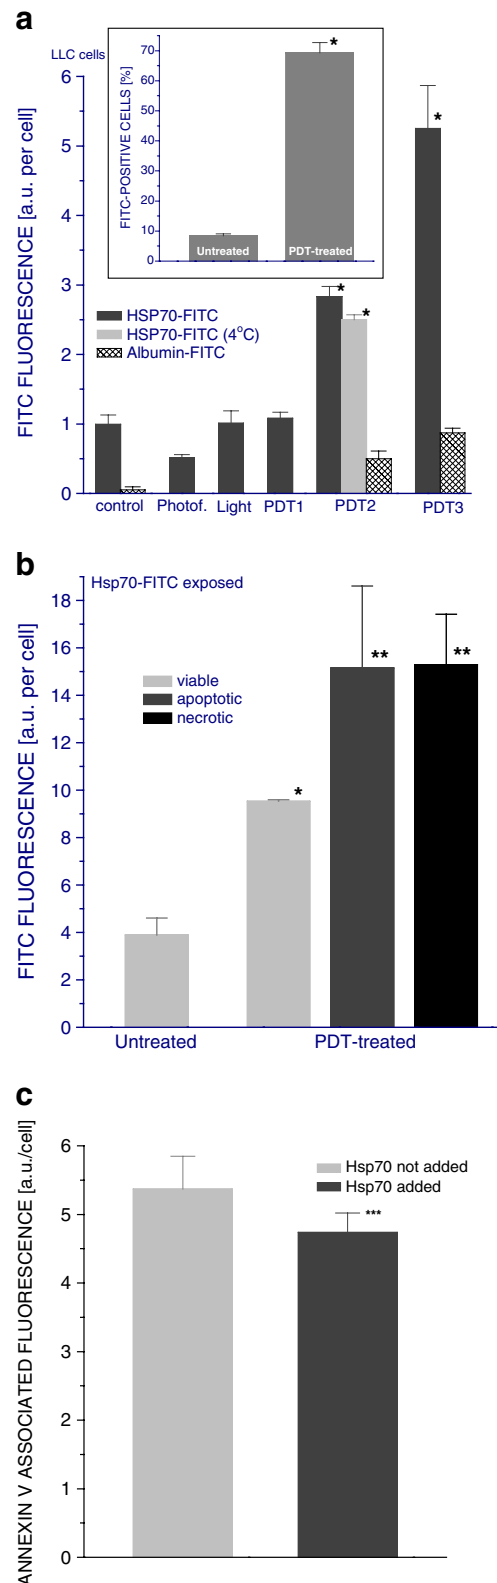 a
LLC cells
FITC FLUORESCENCE [a.u. per cell]
6
5
4
3
2
1
0
FITC-POSITIVE CELLS [%]
70
60
50
40
30
20
10
0
*
Untreated
PDT-treated
*
HSP70-FITC
HSP70-FITC (4°C)
Albumin-FITC
*
*
control
Photof.
Light
PDT1
PDT2
PDT3
b
Hsp70-FITC exposed
FITC FLUORESCENCE [a.u. per cell]
18
16
14
12
10
8
6
4
2
0
viable
apoptotic
necrotic
*
**
**
Untreated
PDT-treated
c
ANNEXIN V ASSOCIATED FLUORESCENCE [a.u./cell]
6
5
4
3
2
1
0
Hsp70 not added
Hsp70 added
***